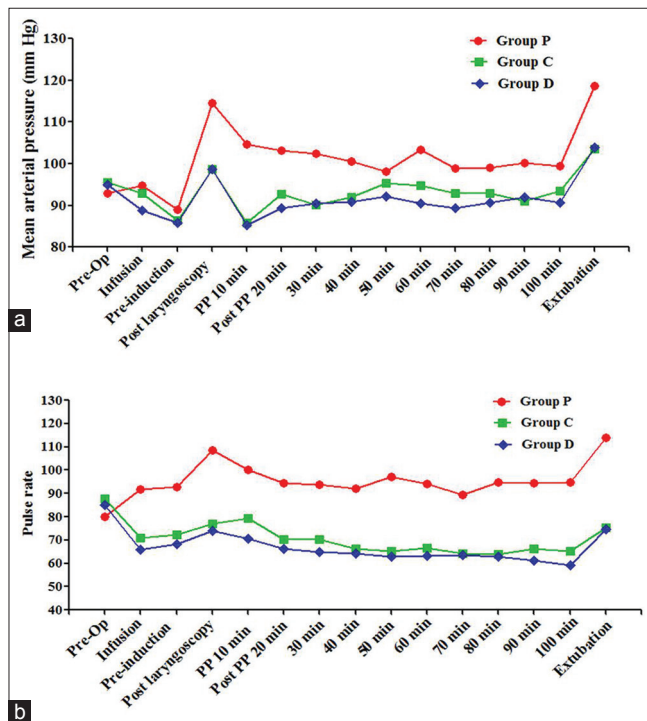 130
120
110
100
90
80
Mean arterial pressure (mm Hg)
Group P
Group C
Group D
Pre-Op
Infusion
Pre-induction
Post laryngoscopy
PP 10 min
Post PP 20 min
30 min
40 min
50 min
60 min
70 min
80 min
90 min
100 min
Extubation
a
130
120
110
100
90
80
70
60
50
40
Pulse rate
Group P
Group C
Group D
Pre-Op
Infusion
Pre-induction
Post laryngoscopy
PP 10 min
Post PP 20 min
30 min
40 min
50 min
60 min
70 min
80 min
90 min
100 min
Extubation
b